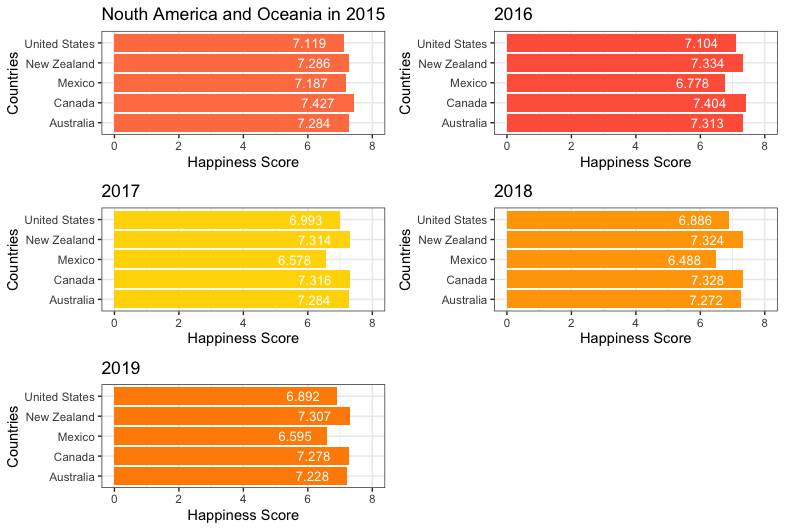 Nouth America and Oceania in 2015
Countries
United States 7.119
New Zealand 7.286
Mexico 7.187
Canada 7.427
Australia 7.284
0 2 4 6 8
Happiness Score
2016
Countries
United States 7.104
New Zealand 7.334
Mexico 6.778
Canada 7.404
Australia 7.313
0 2 4 6 8
Happiness Score
2017
Countries
United States 6.993
New Zealand 7.314
Mexico 6.578
Canada 7.316
Australia 7.284
0 2 4 6 8
Happiness Score
2018
Countries
United States 6.886
New Zealand 7.324
Mexico 6.488
Canada 7.328
Australia 7.272
0 2 4 6 8
Happiness Score
2019
Countries
United States 6.892
New Zealand 7.307
Mexico 6.595
Canada 7.278
Australia 7.228
0 2 4 6 8
Happiness Score